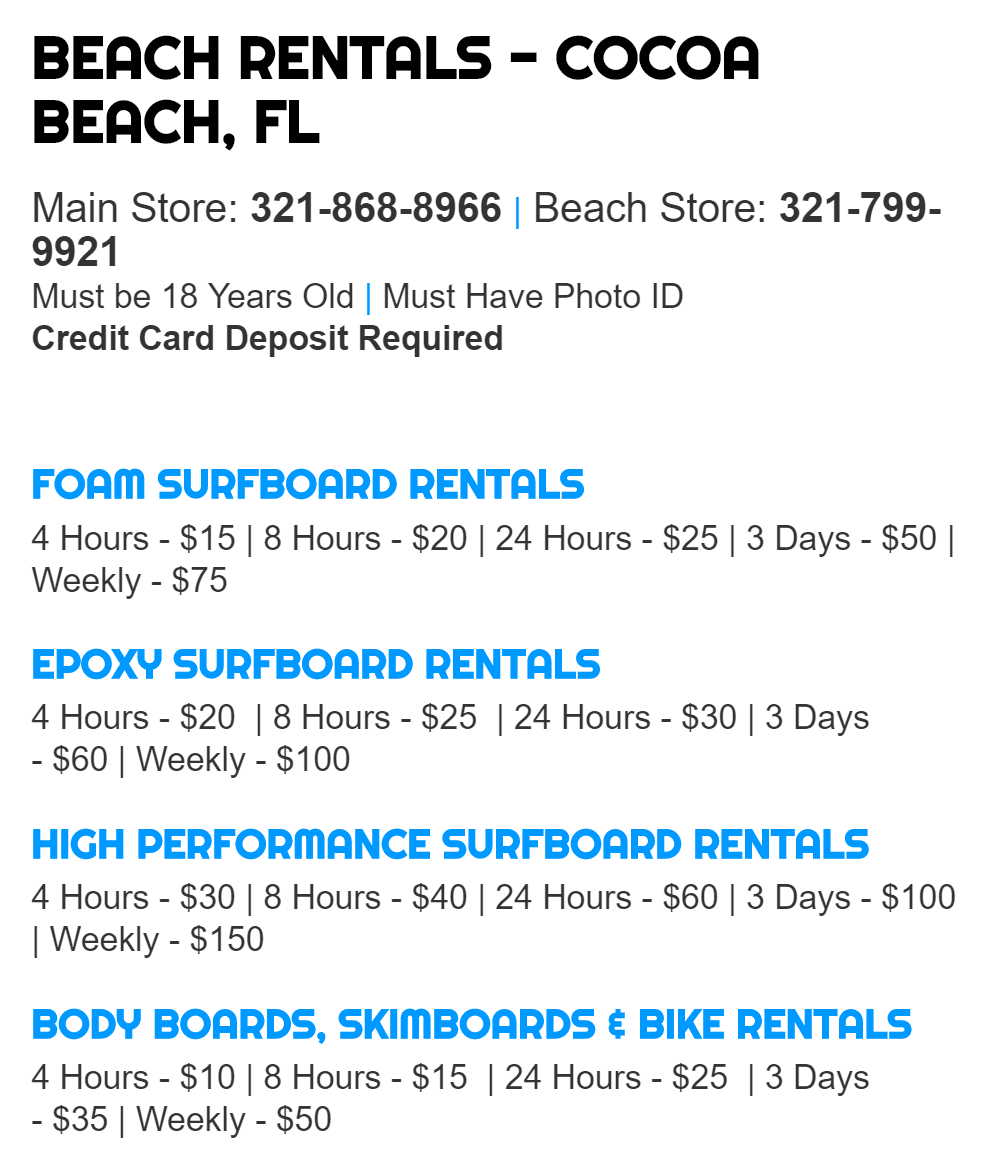 BEACH RENTALS - COCOA
BEACH, FL
Main Store: 321-868-8966 | Beach Store: 321-799-
9921
Must be 18 Years Old | Must Have Photo ID
Credit Card Deposit Required
FOAM SURFBOARD RENTALS
4 Hours - $15 | 8 Hours - $20 | 24 Hours - $25 | 3 Days - $50 |
Weekly - $75
EPOXY SURFBOARD RENTALS
4 Hours - $20  | 8 Hours - $25  | 24 Hours - $30 | 3 Days
- $60 | Weekly - $100
HIGH PERFORMANCE SURFBOARD RENTALS
4 Hours - $30 | 8 Hours - $40 | 24 Hours - $60 | 3 Days - $100
| Weekly - $150
BODY BOARDS, SKIMBOARDS & BIKE RENTALS
4 Hours - $10 | 8 Hours - $15  | 24 Hours - $25  | 3 Days
- $35 | Weekly - $50